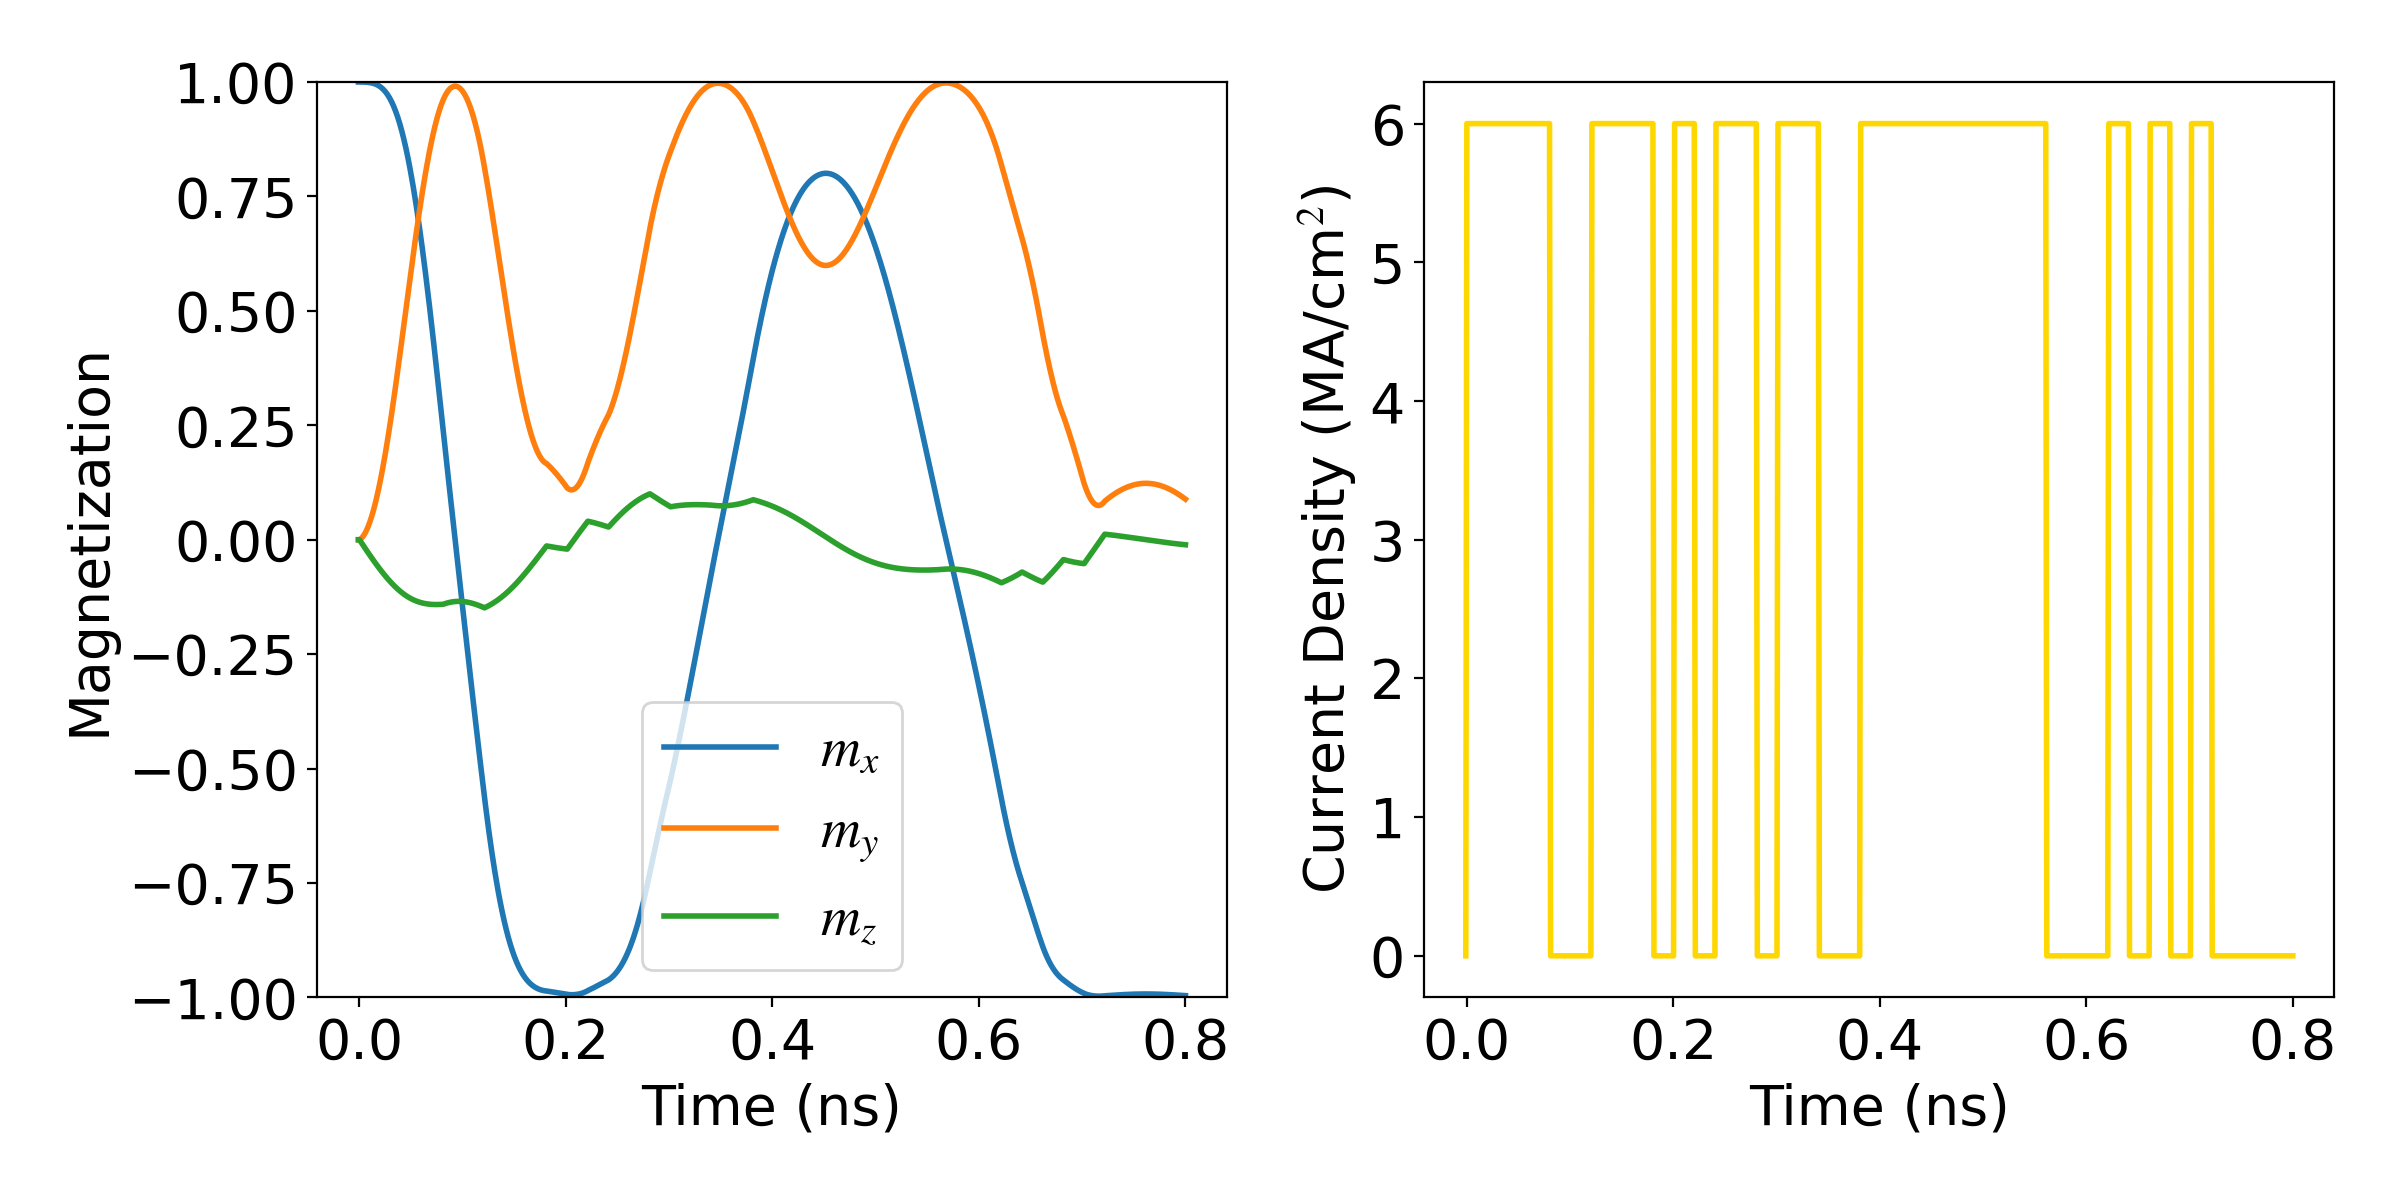 1.00
0.75
0.50
0.25
0.00
−0.25
−0.50
−0.75
−1.00
Magnetization
0.0 0.2 0.4 0.6 0.8
Time (ns)
m_x
m_y
m_z
6
5
4
3
2
1
0
Current Density (MA/cm²)
0.0 0.2 0.4 0.6 0.8
Time (ns)